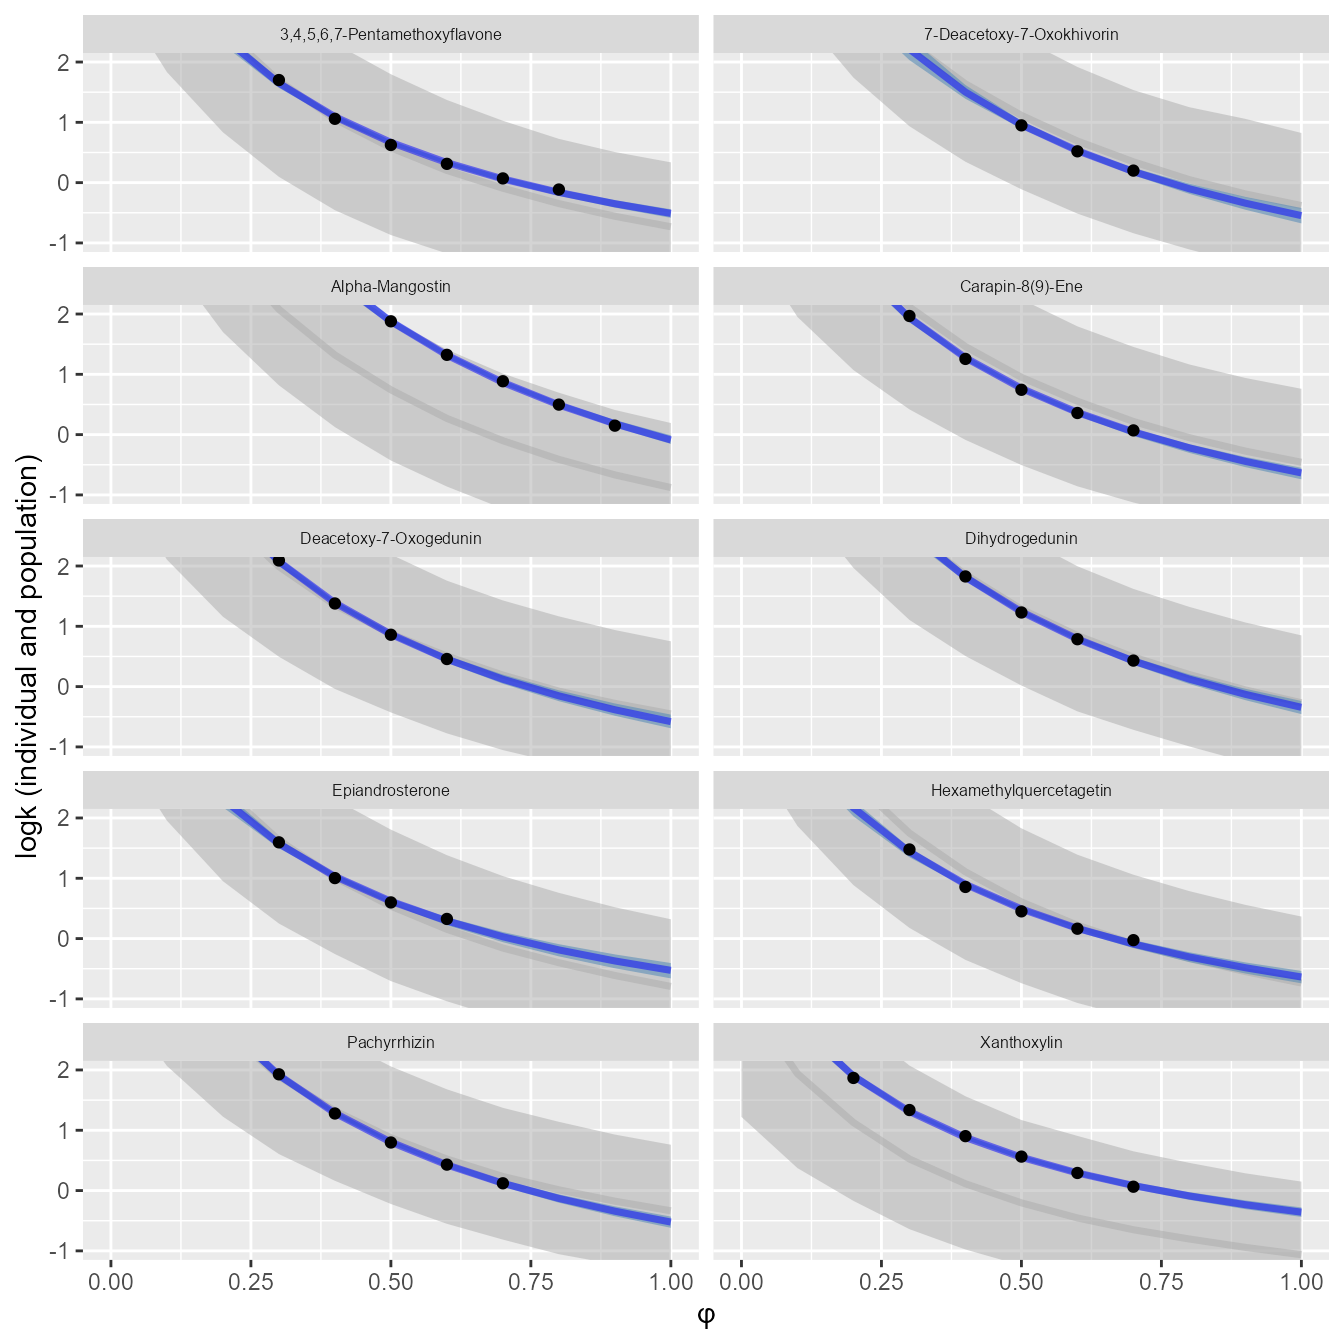 3,4,5,6,7-Pentamethoxyflavone
7-Deacetoxy-7-Oxokhivorin
2
1
0
-1
Alpha-Mangostin
Carapin-8(9)-Ene
2
1
0
-1
Deacetoxy-7-Oxogedunin
Dihydrogedunin
2
1
0
-1
logk (individual and population)
Epiandrosterone
Hexamethylquercetagetin
2
1
0
-1
Pachyrrhizin
Xanthoxylin
2
1
0
-1
0.00 0.25 0.50 0.75 1.00
0.00 0.25 0.50 0.75 1.00
φ